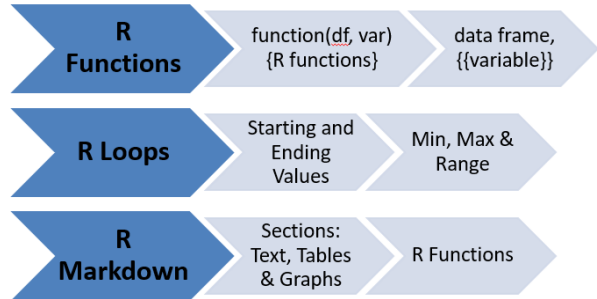 R
Functions
function(df, var)
{R functions}
data frame,
{{variable}}
R Loops
Starting and
Ending
Values
Min, Max &
Range
R
Markdown
Sections:
Text, Tables
& Graphs
R Functions